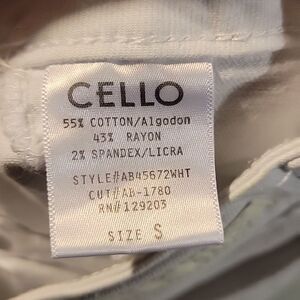 CELLO
55% COTTON/Algodon
43% RAYON
2% SPANDEX/LICRA
STYLE#AB45672WHT
CUT#AB-1780
RN#129203
SIZE S